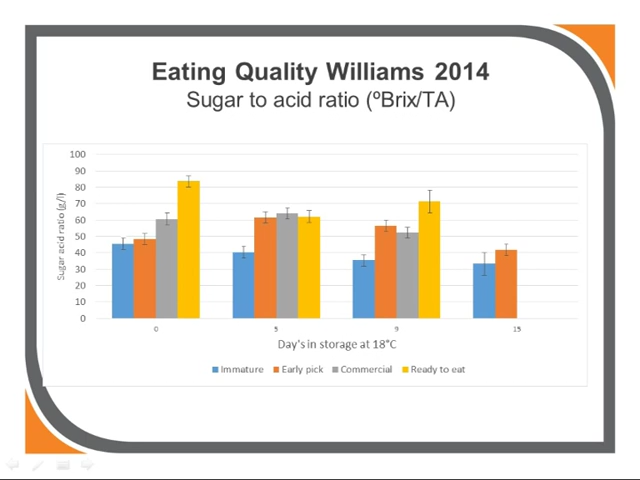 Eating Quality Williams 2014
Sugar to acid ratio (ºBrix/TA)
100
90
80
70
60
50
40
30
20
10
0
Sugar acid ratio (g/l)
0 5 9 15
Day's in storage at 18°C
Immature Early pick Commercial Ready to eat